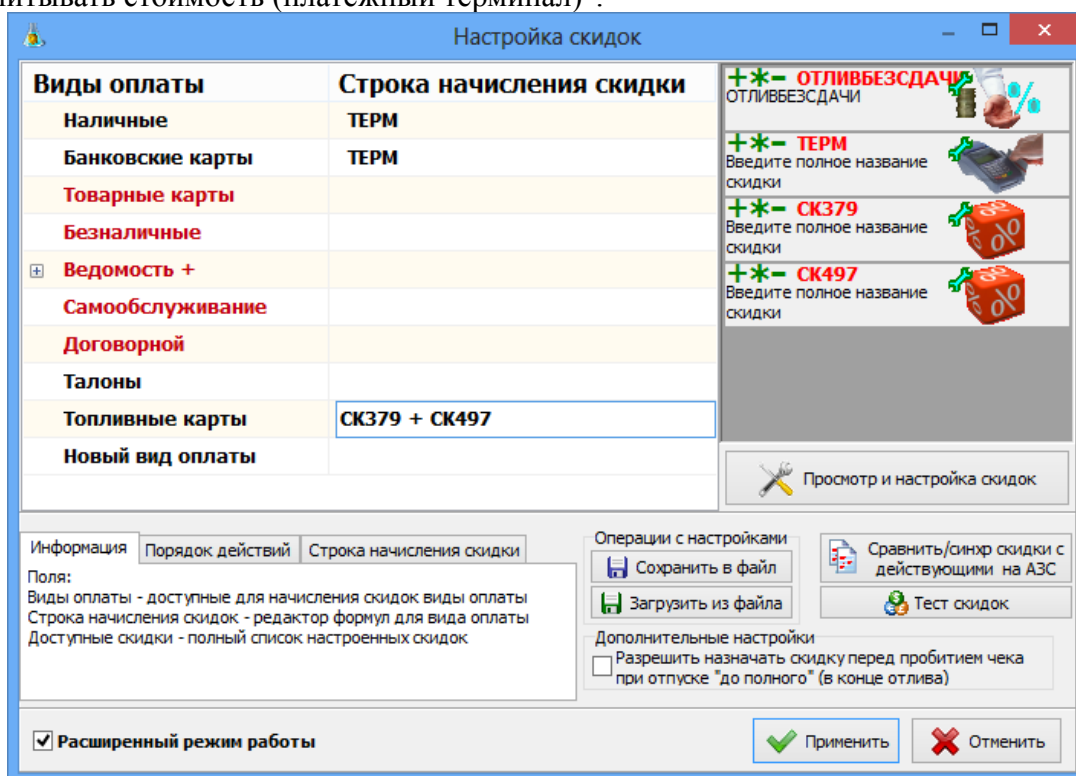 считывать стоимость (платежный терминал)".
Настройка скидок
Виды оплаты Строка начисления скидки
Наличные ТЕРМ
Банковские карты ТЕРМ
Товарные карты
Безналичные
Ведомость +
Самообслуживание
Договорной
Талоны
Топливные карты СК379 + СК497
Новый вид оплаты
+*- ОТЛИВБЕЗСДАЧИ
ОТЛИВБЕЗСДАЧИ
+*- ТЕРМ
Введите полное название
скидки
+*- СК379
Введите полное название
скидки
+*- СК497
Введите полное название
скидки
Просмотр и настройка скидок
Информация Порядок действий Строка начисления скидки
Поля:
Виды оплаты - доступные для начисления скидок виды оплаты
Строка начисления скидок - редактор формул для вида оплаты
Доступные скидки - полный список настроенных скидок
Операции с настройками
Сохранить в файл
Загрузить из файла
Сравнить/синхр скидки с
действующими на АЗС
Тест скидок
Дополнительные настройки
Разрешить назначать скидку перед пробитием чека
при отпуске "до полного" (в конце отлива)
Расширенный режим работы
Применить
Отменить